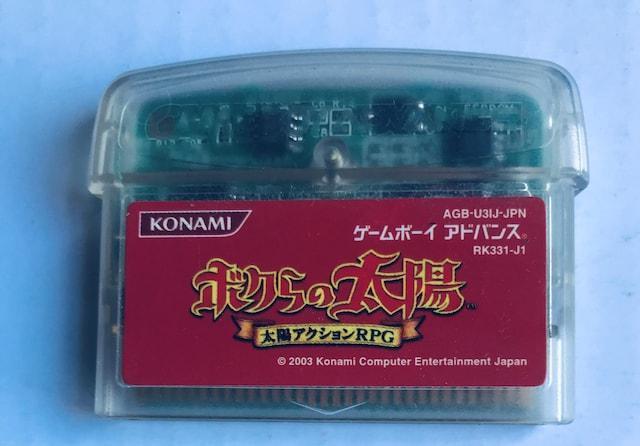 KONAMI
AGB-U3IJ-JPN
ゲームボーイ アドバンス®
RK331-J1
ボクらの太陽™
太陽アクションRPG
© 2003 Konami Computer Entertainment Japan